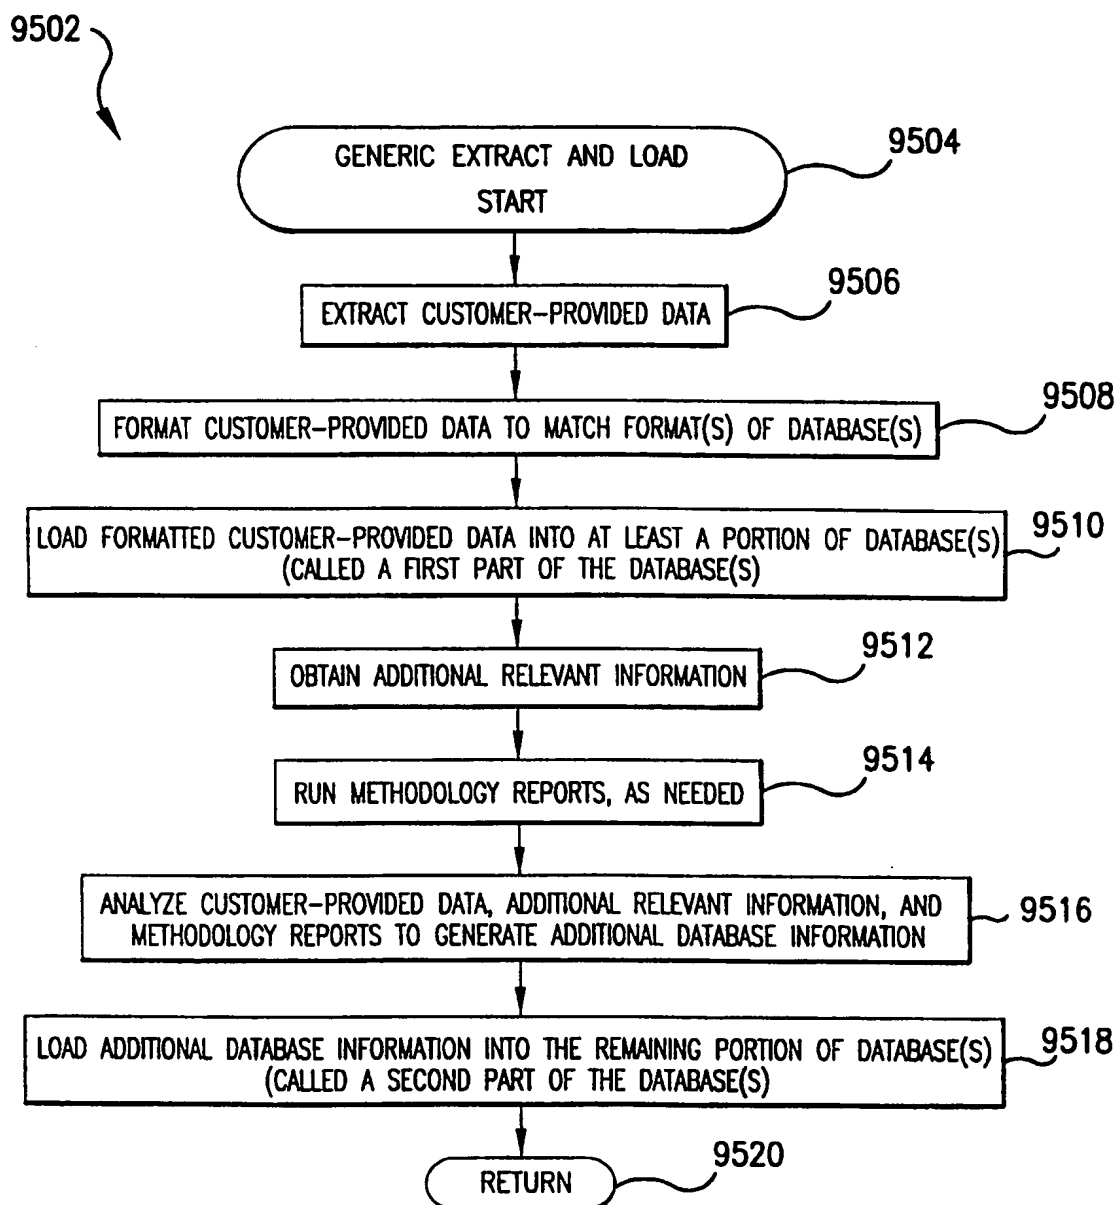 9502
GENERIC EXTRACT AND LOAD
START
9504
EXTRACT CUSTOMER-PROVIDED DATA
9506
FORMAT CUSTOMER-PROVIDED DATA TO MATCH FORMAT(S) OF DATABASE(S)
9508
LOAD FORMATTED CUSTOMER-PROVIDED DATA INTO AT LEAST A PORTION OF DATABASE(S)
(CALLED A FIRST PART OF THE DATABASE(S)
9510
OBTAIN ADDITIONAL RELEVANT INFORMATION
9512
RUN METHODOLOGY REPORTS, AS NEEDED
9514
ANALYZE CUSTOMER-PROVIDED DATA, ADDITIONAL RELEVANT INFORMATION, AND
METHODOLOGY REPORTS TO GENERATE ADDITIONAL DATABASE INFORMATION
9516
LOAD ADDITIONAL DATABASE INFORMATION INTO THE REMAINING PORTION OF DATABASE(S)
(CALLED A SECOND PART OF THE DATABASE(S)
9518
RETURN
9520